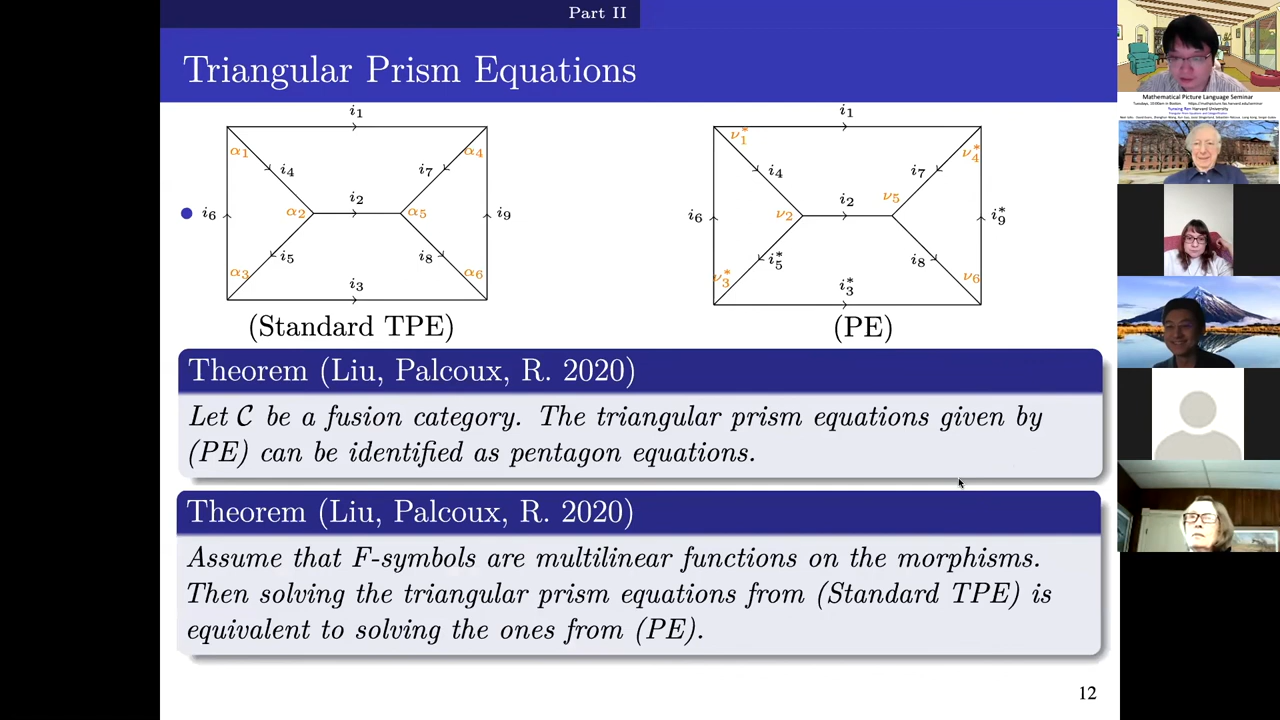 Part II
Triangular Prism Equations
i₁
α₁
α₄
i₄
i₇
i₂
i₆
α₂
α₅
i₉
i₅
i₈
α₃
α₆
i₃
(Standard TPE)
i₁
ν₁*
ν₄*
i₄
i₇
i₂
ν₅
i₆
ν₂
i₉*
i₅*
i₈
ν₃*
ν₆
i₃*
(PE)
Theorem (Liu, Palcoux, R. 2020)
Let C be a fusion category. The triangular prism equations given by
(PE) can be identified as pentagon equations.
Theorem (Liu, Palcoux, R. 2020)
Assume that F-symbols are multilinear functions on the morphisms.
Then solving the triangular prism equations from (Standard TPE) is
equivalent to solving the ones from (PE).
12
Mathematical Picture Language Seminar